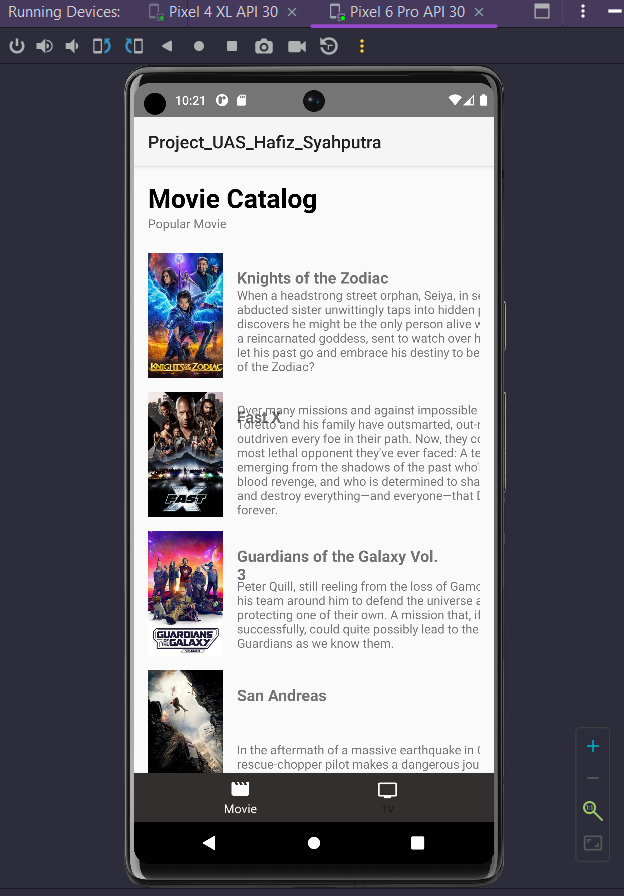 Running Devices: Pixel 4 XL API 30 Pixel 6 Pro API 30
10:21
Project_UAS_Hafiz_Syahputra
Movie Catalog
Popular Movie
KNIGHTS OF THE ZODIAC
Knights of the Zodiac
When a headstrong street orphan, Seiya, in se
abducted sister unwittingly taps into hidden p
discovers he might be the only person alive w
a reincarnated goddess, sent to watch over h
let his past go and embrace his destiny to be
of the Zodiac?
FAST X
Fast X
Over many missions and against impossible
Toretto and his family have outsmarted, out-n
outdriven every foe in their path. Now, they co
most lethal opponent they've ever faced: A te
emerging from the shadows of the past who's
blood revenge, and who is determined to sha
and destroy everything—and everyone—that D
forever.
GUARDIANS
OF THE GALAXY
Guardians of the Galaxy Vol.
3
Peter Quill, still reeling from the loss of Gamo
his team around him to defend the universe a
protecting one of their own. A mission that, if
successfully, could quite possibly lead to the
Guardians as we know them.
San Andreas
In the aftermath of a massive earthquake in C
rescue-chopper pilot makes a dangerous jou
Movie
TV
1:1